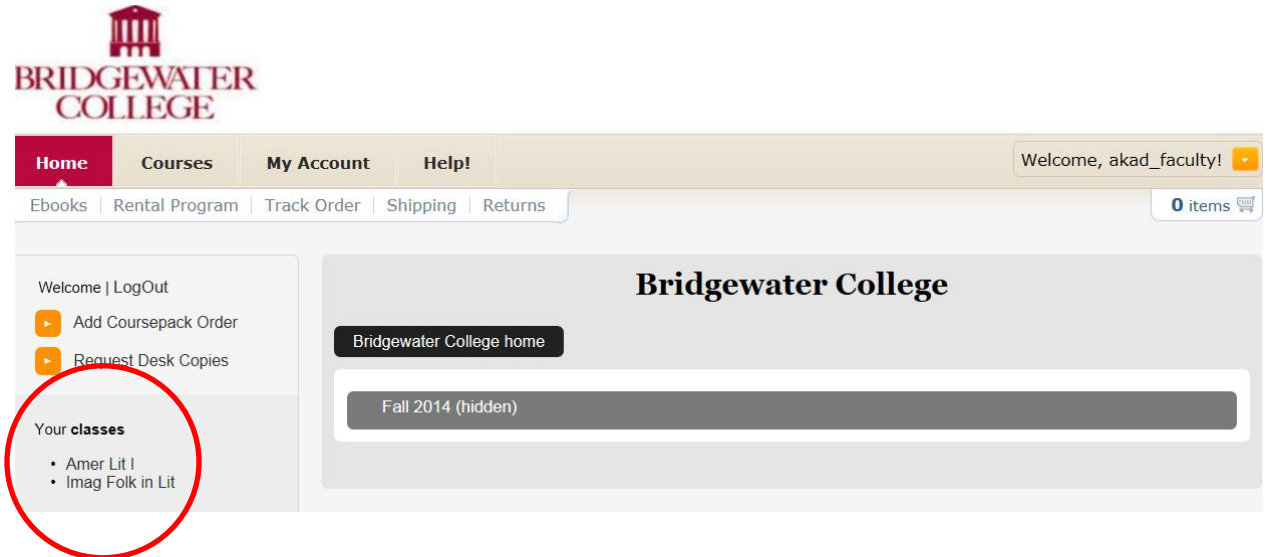 BRIDGEWATER
COLLEGE
Home Courses My Account Help! Welcome, akad_faculty!
Ebooks | Rental Program | Track Order | Shipping | Returns 0 items
Welcome | LogOut
Add Coursepack Order
Request Desk Copies
Your classes
• Amer Lit I
• Imag Folk in Lit
Bridgewater College
Bridgewater College home
Fall 2014 (hidden)